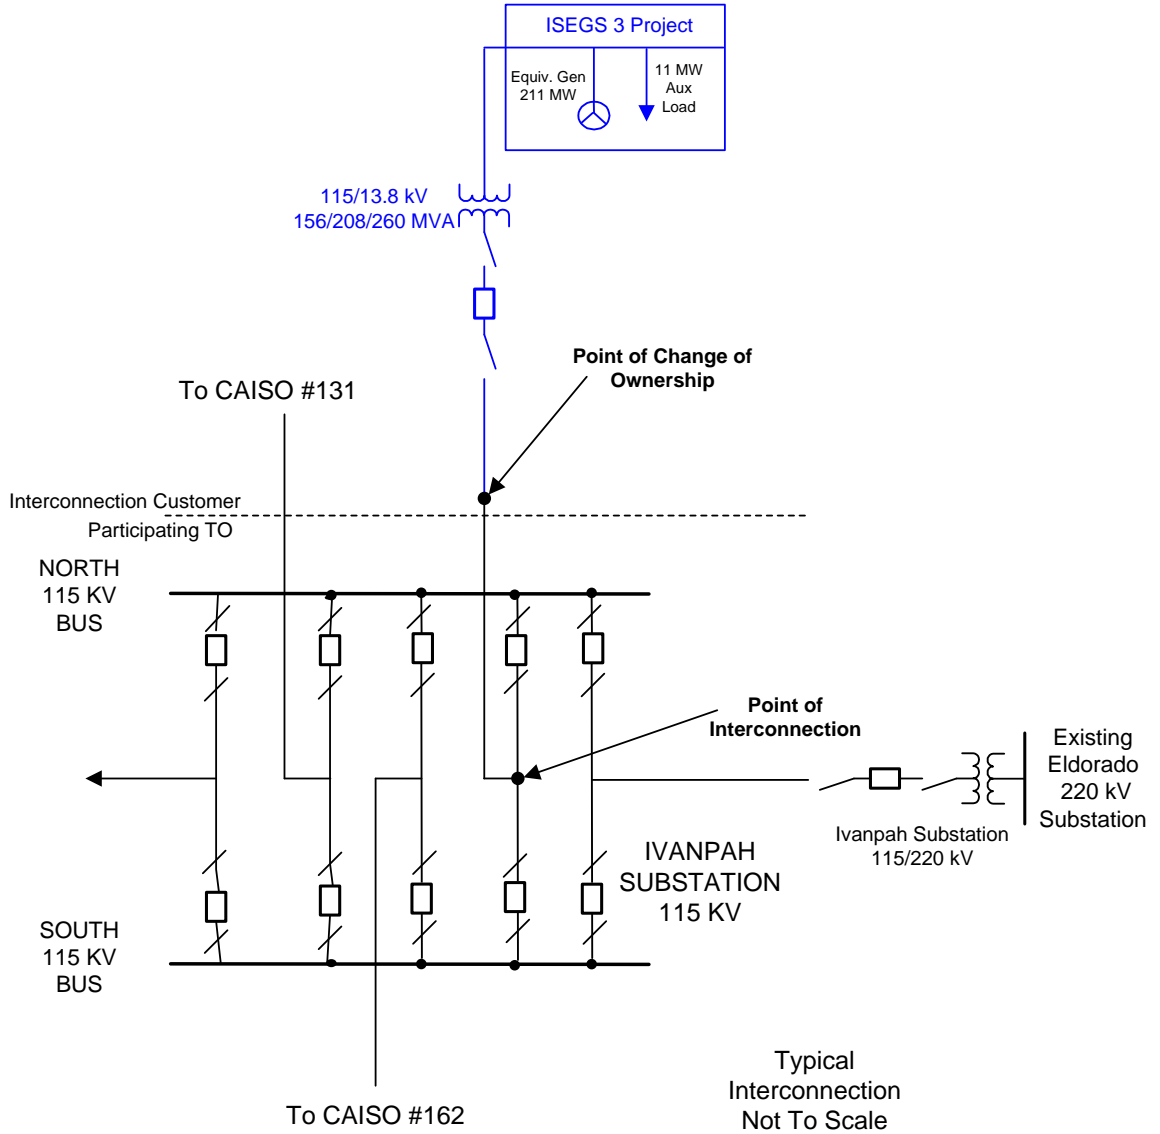 ISEGS 3 Project
Equiv. Gen
211 MW
11 MW
Aux
Load
115/13.8 kV
156/208/260 MVA
Point of Change of
Ownership
To CAISO #131
Interconnection Customer
Participating TO
NORTH
115 KV
BUS
Point of
Interconnection
Existing
Eldorado
220 kV
Substation
Ivanpah Substation
115/220 kV
IVANPAH
SUBSTATION
115 KV
SOUTH
115 KV
BUS
To CAISO #162
Typical
Interconnection
Not To Scale